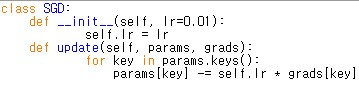 class SGD:
    def __init__(self, lr=0.01):
        self.lr = lr
    def update(self, params, grads):
        for key in params.keys():
            params[key] -= self.lr * grads[key]